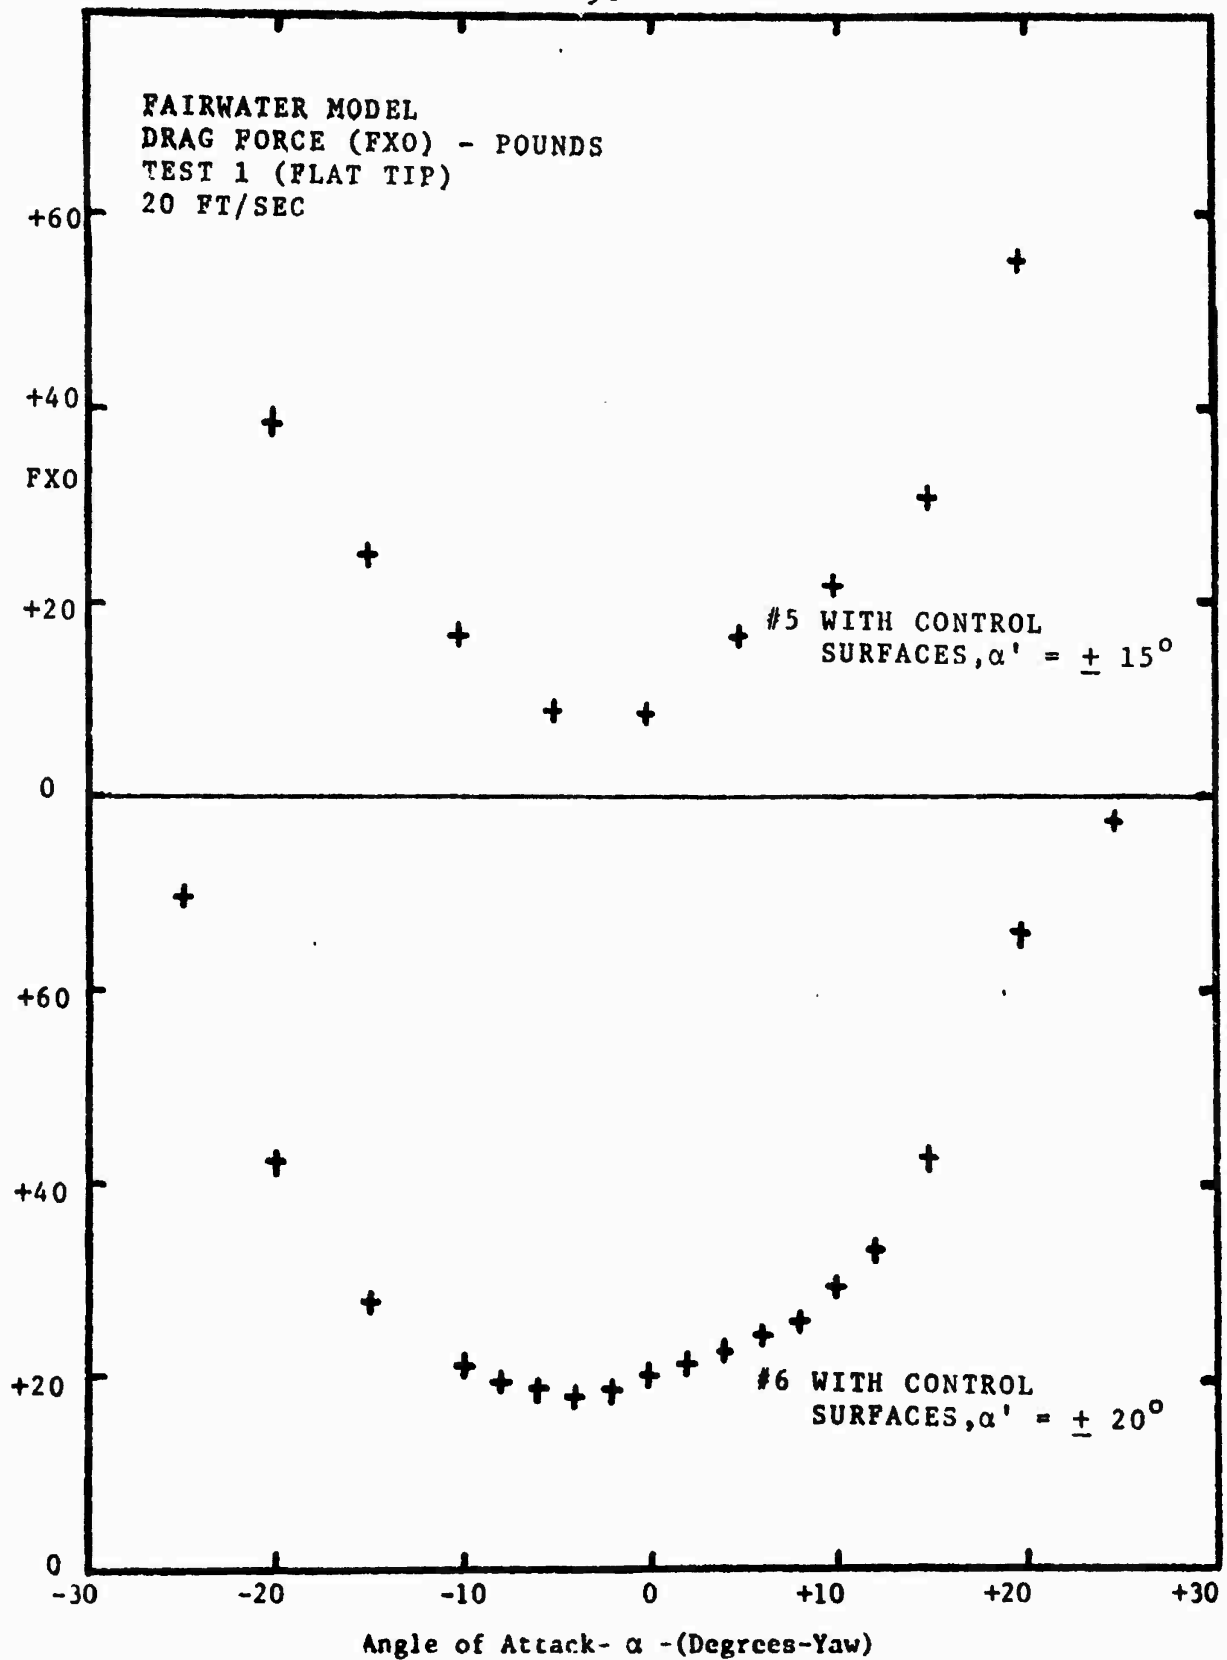 FAIRWATER MODEL
DRAG FORCE (FXO) - POUNDS
TEST 1 (FLAT TIP)
20 FT/SEC
+60
+40
FXO
+20
#5 WITH CONTROL
SURFACES, α' = ± 15°
0
+60
+40
+20
#6 WITH CONTROL
SURFACES, α' = ± 20°
0
-30 -20 -10 0 +10 +20 +30
Angle of Attack- α -(Degrees-Yaw)